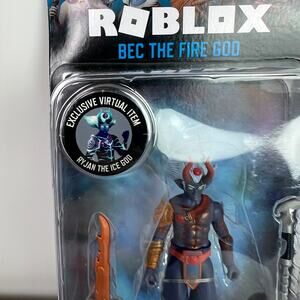 ROBLOX
BEC THE FIRE GOD
EXCLUSIVE VIRTUAL ITEM
RYJAN THE ICE GOD